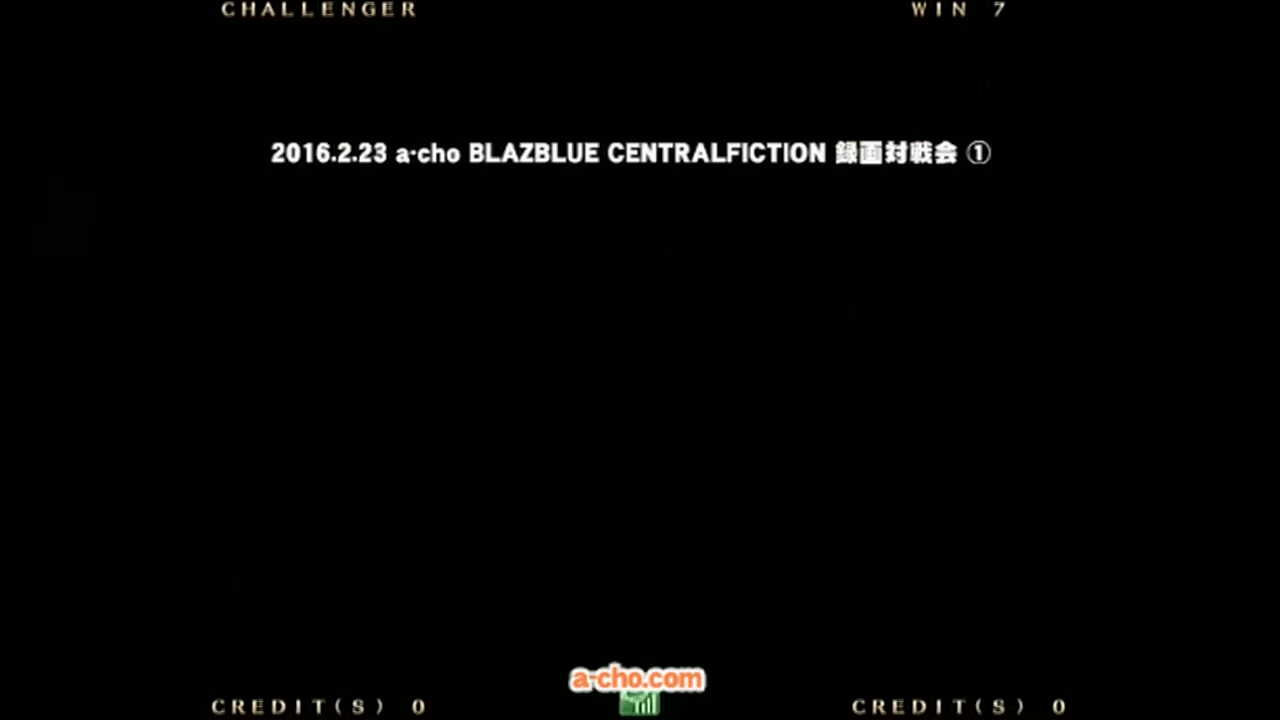 CHALLENGER WIN 7
2016.2.23 a-cho BLAZBLUE CENTRALFICTION 録画対戦会 ①
a-cho.com
CREDIT(S) 0 CREDIT(S) 0